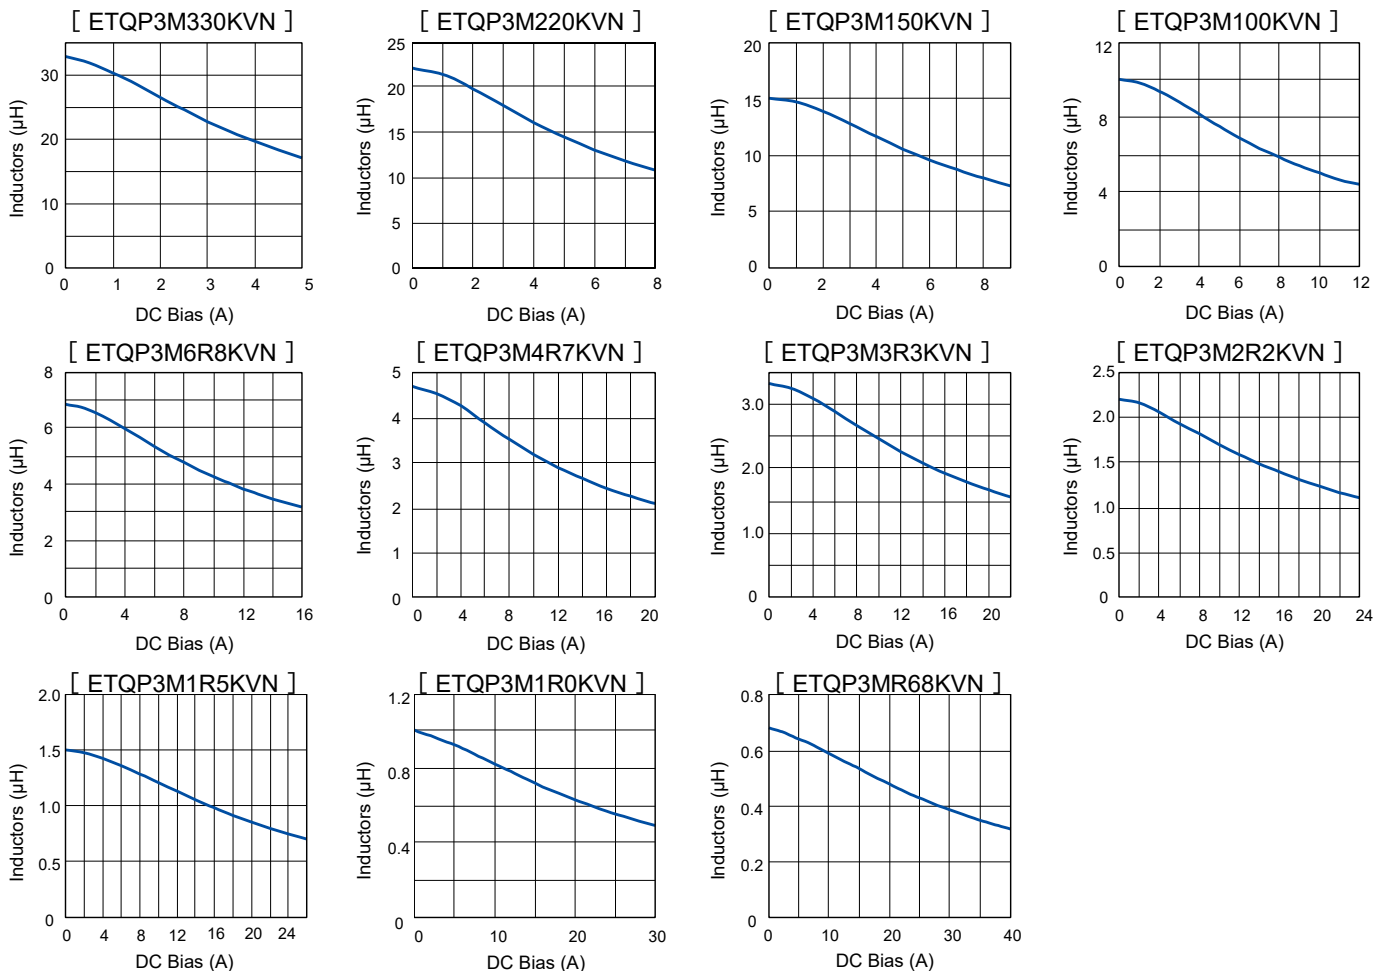 [ ETQP3M330KVN ]
Inductors (μH)
30
20
10
0
0 1 2 3 4 5
DC Bias (A)
[ ETQP3M220KVN ]
Inductors (μH)
25
20
15
10
5
0
0 2 4 6 8
DC Bias (A)
[ ETQP3M150KVN ]
Inductors (μH)
20
15
10
5
0
0 2 4 6 8
DC Bias (A)
[ ETQP3M100KVN ]
Inductors (μH)
12
8
4
0
0 2 4 6 8 10 12
DC Bias (A)
[ ETQP3M6R8KVN ]
Inductors (μH)
8
6
4
2
0
0 4 8 12 16
DC Bias (A)
[ ETQP3M4R7KVN ]
Inductors (μH)
5
4
3
2
1
0
0 4 8 12 16 20
DC Bias (A)
[ ETQP3M3R3KVN ]
Inductors (μH)
3.0
2.0
1.0
0
0 4 8 12 16 20
DC Bias (A)
[ ETQP3M2R2KVN ]
Inductors (μH)
2.5
2.0
1.5
1.0
0.5
0
0 4 8 12 16 20 24
DC Bias (A)
[ ETQP3M1R5KVN ]
Inductors (μH)
2.0
1.5
1.0
0.5
0
0 4 8 12 16 20 24
DC Bias (A)
[ ETQP3M1R0KVN ]
Inductors (μH)
1.2
0.8
0.4
0
0 10 20 30
DC Bias (A)
[ ETQP3MR68KVN ]
Inductors (μH)
0.8
0.6
0.4
0.2
0
0 10 20 30 40
DC Bias (A)